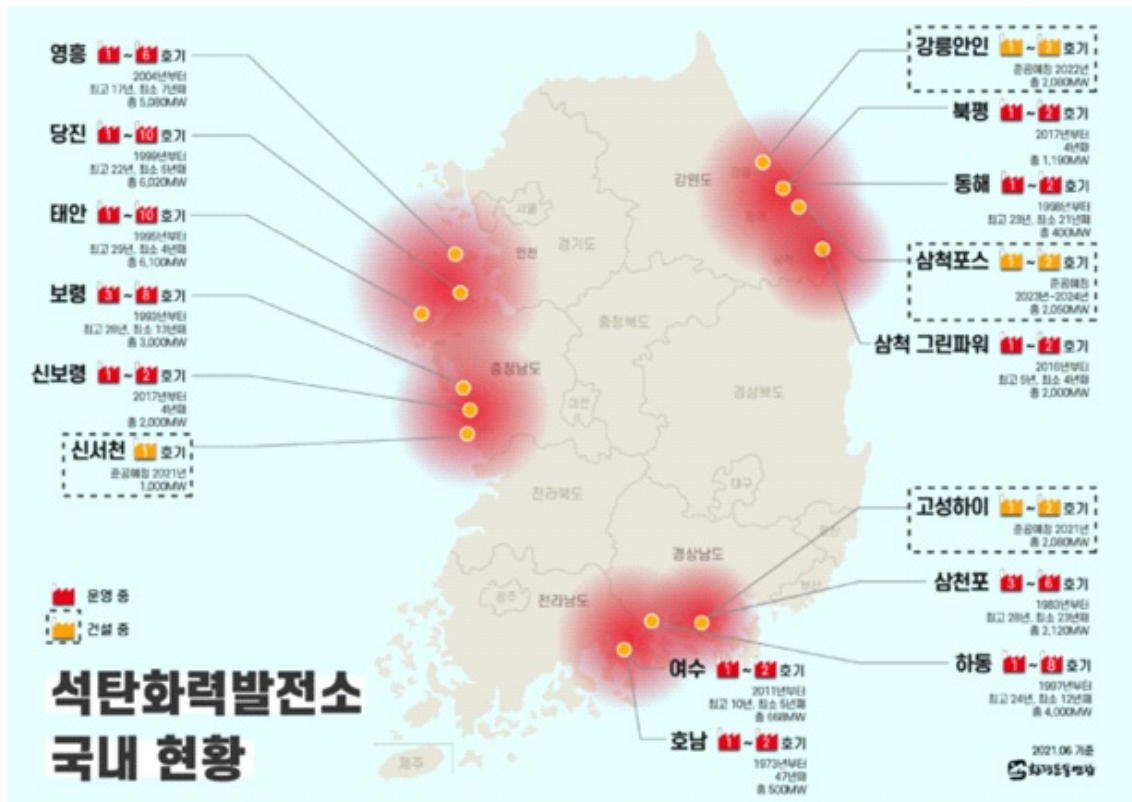 영흥 1 ~ 6 호기
2004년부터
최고 17년, 최소 7년째
총 5,080MW
당진 1 ~ 10 호기
1999년부터
최고 22년, 최소 5년째
총 6,020MW
태안 1 ~ 10 호기
1995년부터
최고 29년, 최소 4년째
총 6,100MW
보령 3 ~ 8 호기
1993년부터
최고 28년, 최소 13년째
총 3,000MW
신보령 1 ~ 2 호기
2017년부터
4년째
총 2,000MW
신서천 1 호기
준공예정 2021년
1,000MW
운영 중
건설 중
석탄화력발전소
국내 현황
강릉안인 1 ~ 2 호기
준공예정 2022년
총 2,080MW
북평 1 ~ 2 호기
2017년부터
4년째
총 1,190MW
동해 1 ~ 2 호기
1998년부터
최고 23년, 최소 21년째
총 400MW
삼척포스 1 ~ 2 호기
준공예정
2023년~2024년
총 2,050MW
삼척 그린파워 1 ~ 2 호기
2016년부터
최고 5년, 최소 4년째
총 2,000MW
고성하이 1 ~ 2 호기
준공예정 2021년
총 2,080MW
삼천포 3 ~ 6 호기
1983년부터
최고 28년, 최소 23년째
총 2,120MW
하동 1 ~ 8 호기
1997년부터
최고 24년, 최소 12년째
총 4,000MW
여수 1 ~ 2 호기
2011년부터
최고 10년, 최소 5년째
총 668MW
호남 1 ~ 2 호기
1973년부터
47년째
총 500MW
강원도
강릉
동해
삼척
서울
경기도
인천
충청북도
충청남도
대전
경상북도
전라북도
대구
울산
경상남도
부산
광주
전라남도
제주
2021.06 기준
환경운동연합